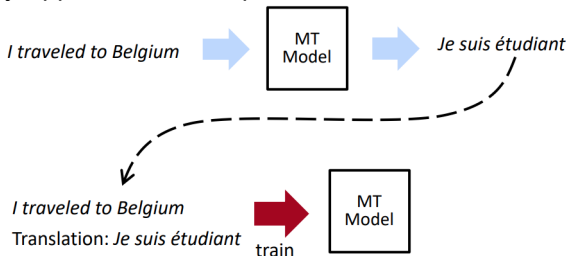 I traveled to Belgium
MT
Model
Je suis étudiant
I traveled to Belgium
Translation: Je suis étudiant
train
MT
Model